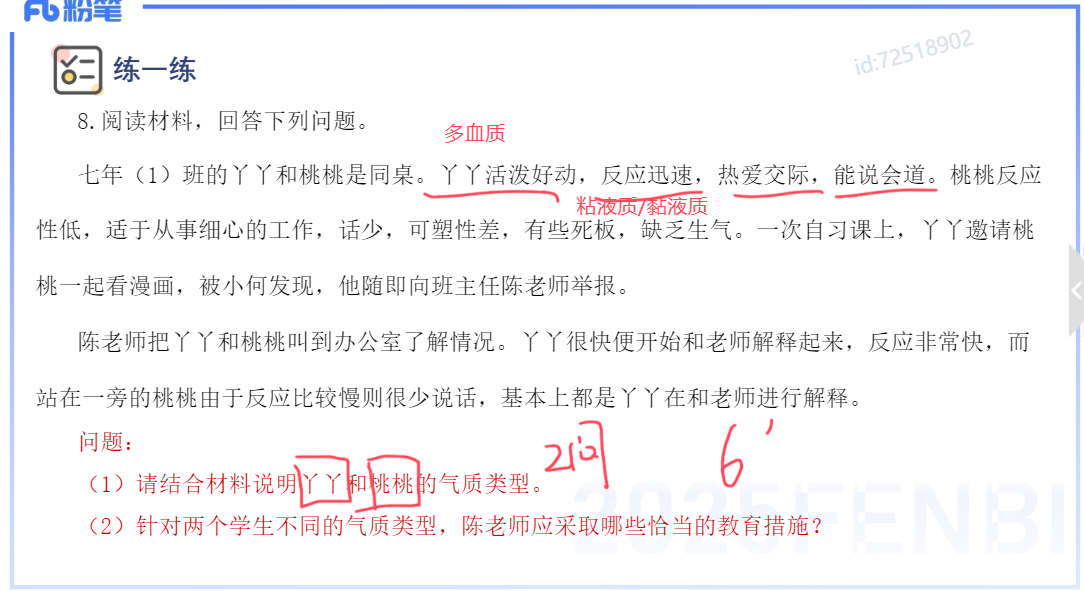 粉笔
id:72518902
练一练
8.阅读材料，回答下列问题。
多血质
七年（1）班的丫丫和桃桃是同桌。丫丫活泼好动，反应迅速，热爱交际，能说会道。桃桃反应
粘液质/黏液质
性低，适于从事细心的工作，话少，可塑性差，有些死板，缺乏生气。一次自习课上，丫丫邀请桃
桃一起看漫画，被小何发现，他随即向班主任陈老师举报。
陈老师把丫丫和桃桃叫到办公室了解情况。丫丫很快便开始和老师解释起来，反应非常快，而
站在一旁的桃桃由于反应比较慢则很少说话，基本上都是丫丫在和老师进行解释。
问题：
2问 6'
（1）请结合材料说明丫丫和桃桃的气质类型。
（2）针对两个学生不同的气质类型，陈老师应采取哪些恰当的教育措施？
2025FENBI